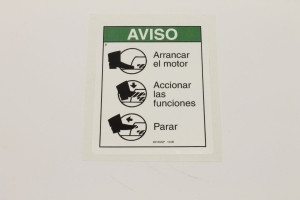 AVISO
Arrancar
el motor
Accionar
las
funciones
Parar